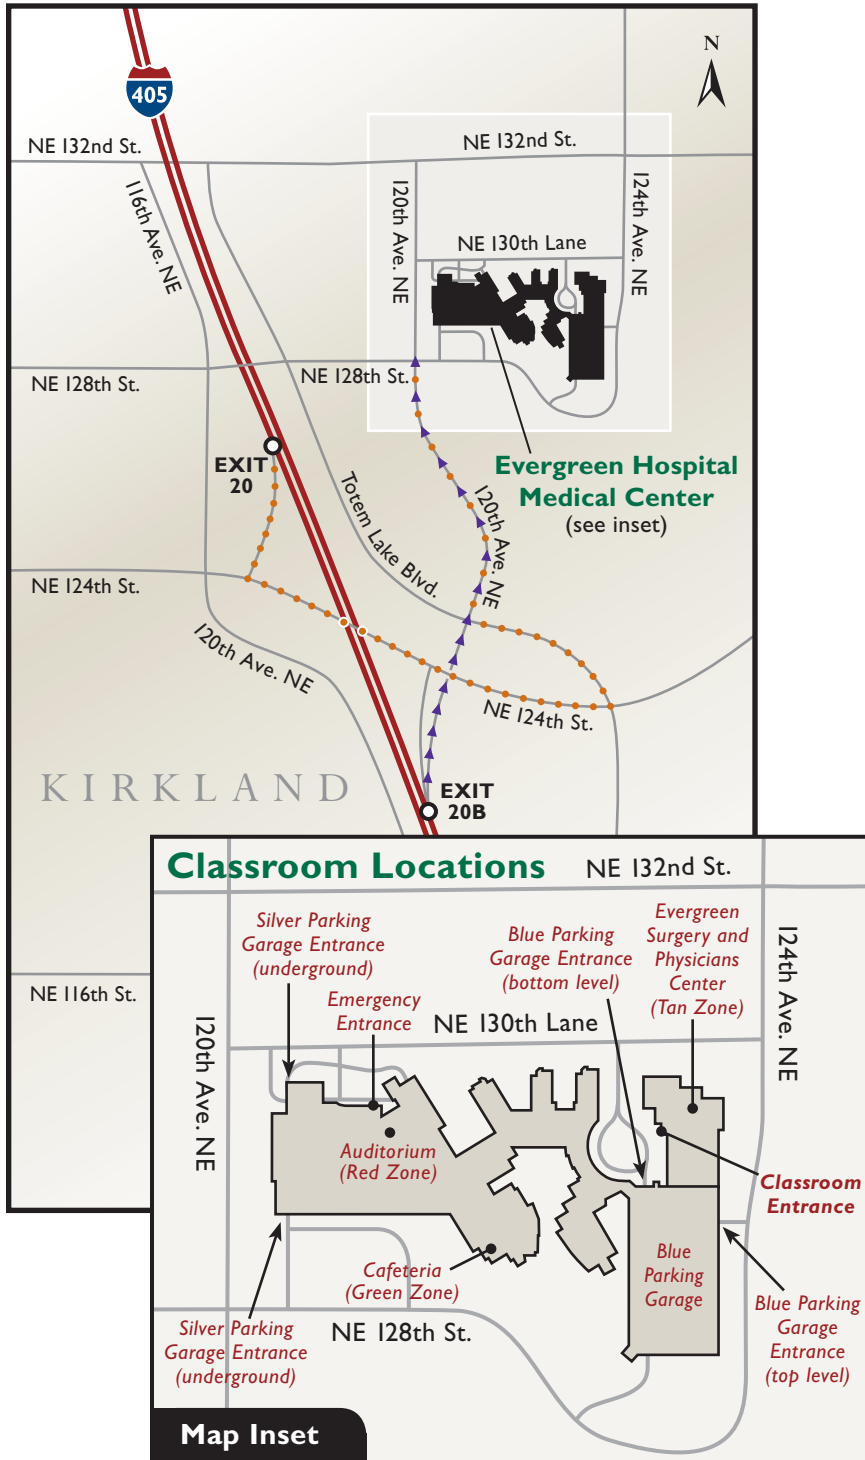 N
405
NE 132nd St.
NE 132nd St.
116th Ave. NE
120th Ave. NE
124th Ave. NE
NE 130th Lane
NE 128th St.
NE 128th St.
EXIT
20
Evergreen Hospital
Medical Center
(see inset)
Totem Lake Blvd.
120th Ave. NE
NE 124th St.
120th Ave. NE
NE 124th St.
KIRKLAND
EXIT
20B
NE 116th St.
Classroom Locations
NE 132nd St.
Silver Parking
Garage Entrance
(underground)
Emergency
Entrance
Blue Parking
Garage Entrance
(bottom level)
Evergreen
Surgery and
Physicians
Center
(Tan Zone)
124th Ave. NE
120th Ave. NE
NE 130th Lane
Auditorium
(Red Zone)
Classroom
Entrance
Cafeteria
(Green Zone)
Blue
Parking
Garage
Silver Parking
Garage Entrance
(underground)
NE 128th St.
Blue Parking
Garage
Entrance
(top level)
Map Inset